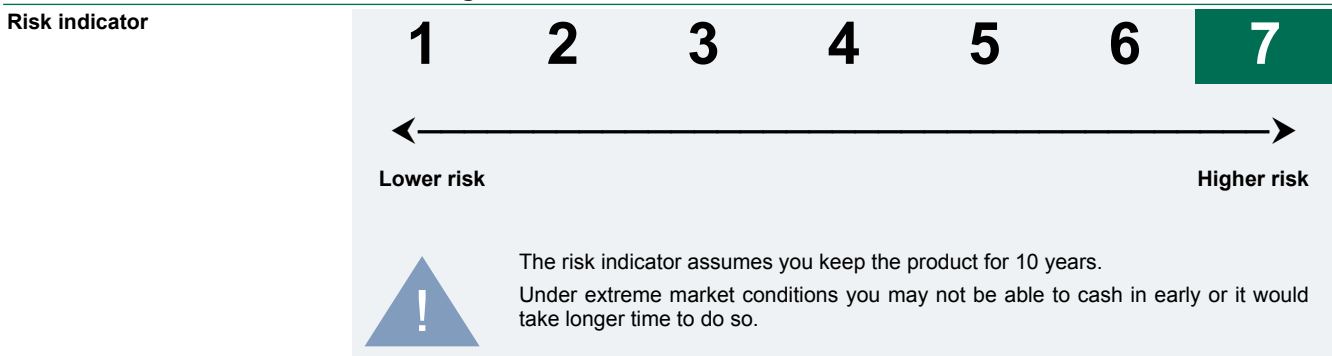 Risk indicator
1 2 3 4 5 6 7
Lower risk Higher risk
!
The risk indicator assumes you keep the product for 10 years.
Under extreme market conditions you may not be able to cash in early or it would
take longer time to do so.